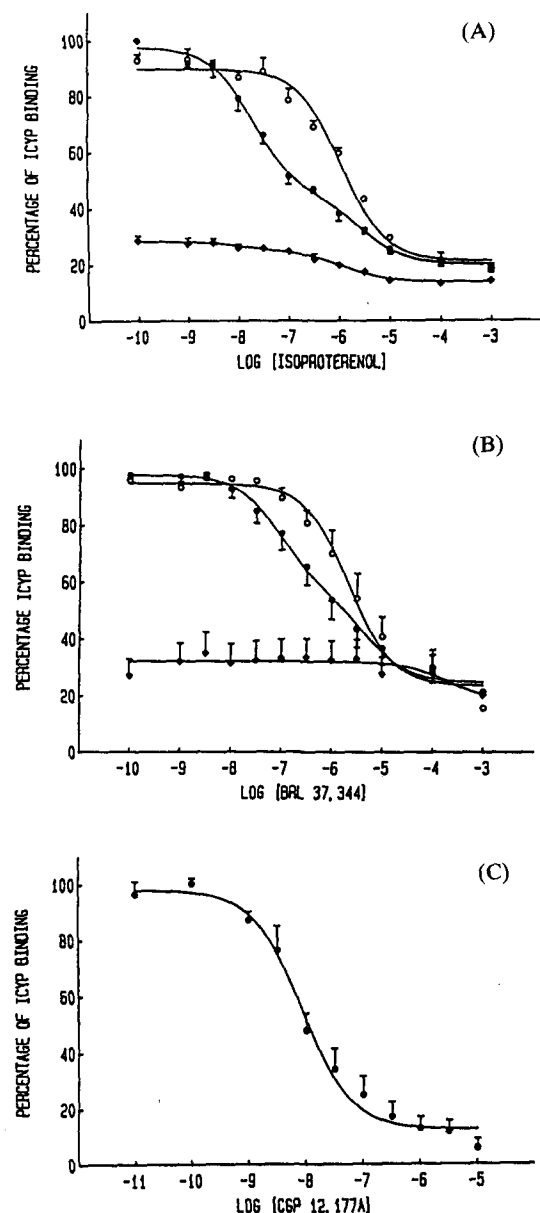 (A)
PERCENTAGE OF ICYP BINDING
100
80
60
40
20
0
-10 -9 -8 -7 -6 -5 -4 -3
LOG [ISOPROTERENOL]
(B)
PERCENTAGE ICYP BINDING
100
80
60
40
20
0
-10 -9 -8 -7 -6 -5 -4 -3
LOG [BRL 37,344]
(C)
PERCENTAGE OF ICYP BINDING
100
80
60
40
20
0
-11 -10 -9 -8 -7 -6 -5
LOG [CGP 12,177A]